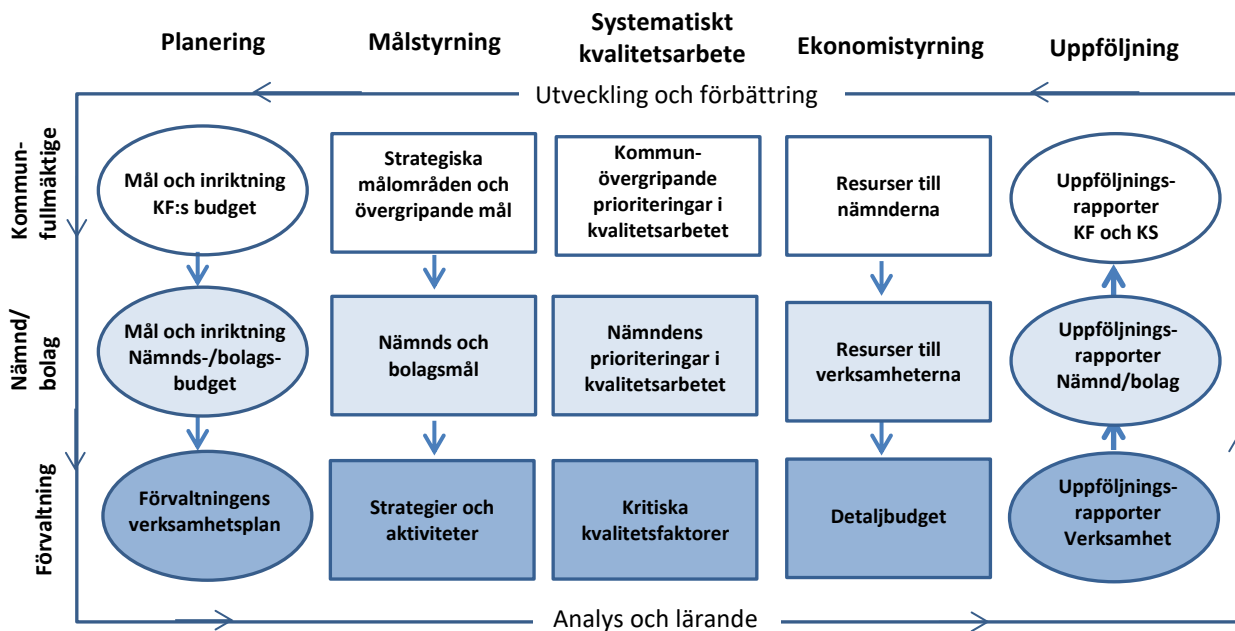 Planering
Målstyrning
Systematiskt
kvalitetsarbete
Ekonomistyrning
Uppföljning
Utveckling och förbättring
Kommun-
fullmäktige
Mål och inriktning
KF:s budget
Strategiska
målområden och
övergripande mål
Kommun-
övergripande
prioriteringar i
kvalitetsarbetet
Resurser till
nämnderna
Uppföljnings-
rapporter
KF och KS
Nämnd/
bolag
Mål och inriktning
Nämnds-/bolags-
budget
Nämnds och
bolagsmål
Nämndens
prioriteringar i
kvalitetsarbetet
Resurser till
verksamheterna
Uppföljnings-
rapporter
Nämnd/bolag
Förvaltning
Förvaltningens
verksamhetsplan
Strategier och
aktiviteter
Kritiska
kvalitetsfaktorer
Detaljbudget
Uppföljnings-
rapporter
Verksamhet
Analys och lärande